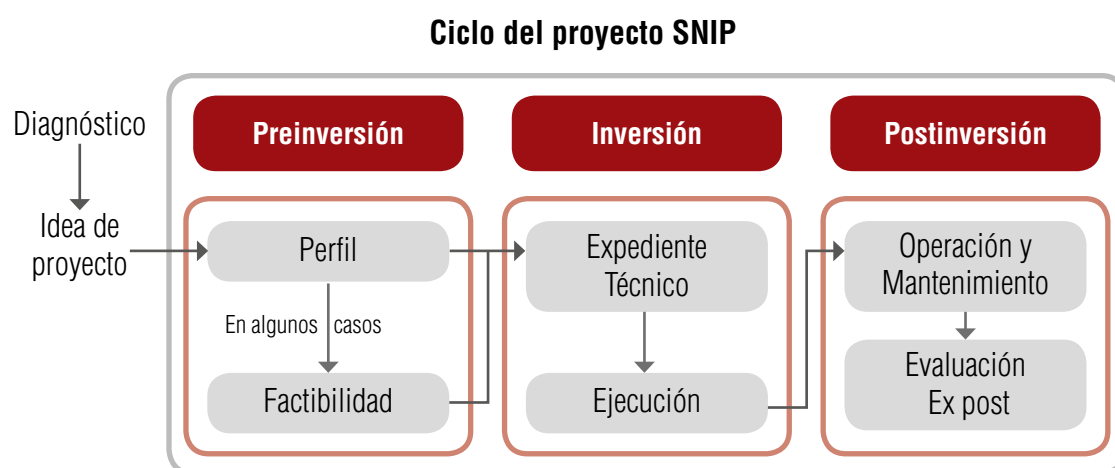 Ciclo del proyecto SNIP
Diagnóstico
Idea de
proyecto
Preinversión
Perfil
En algunos casos
Factibilidad
Inversión
Expediente
Técnico
Ejecución
Postinversión
Operación y
Mantenimiento
Evaluación
Ex post